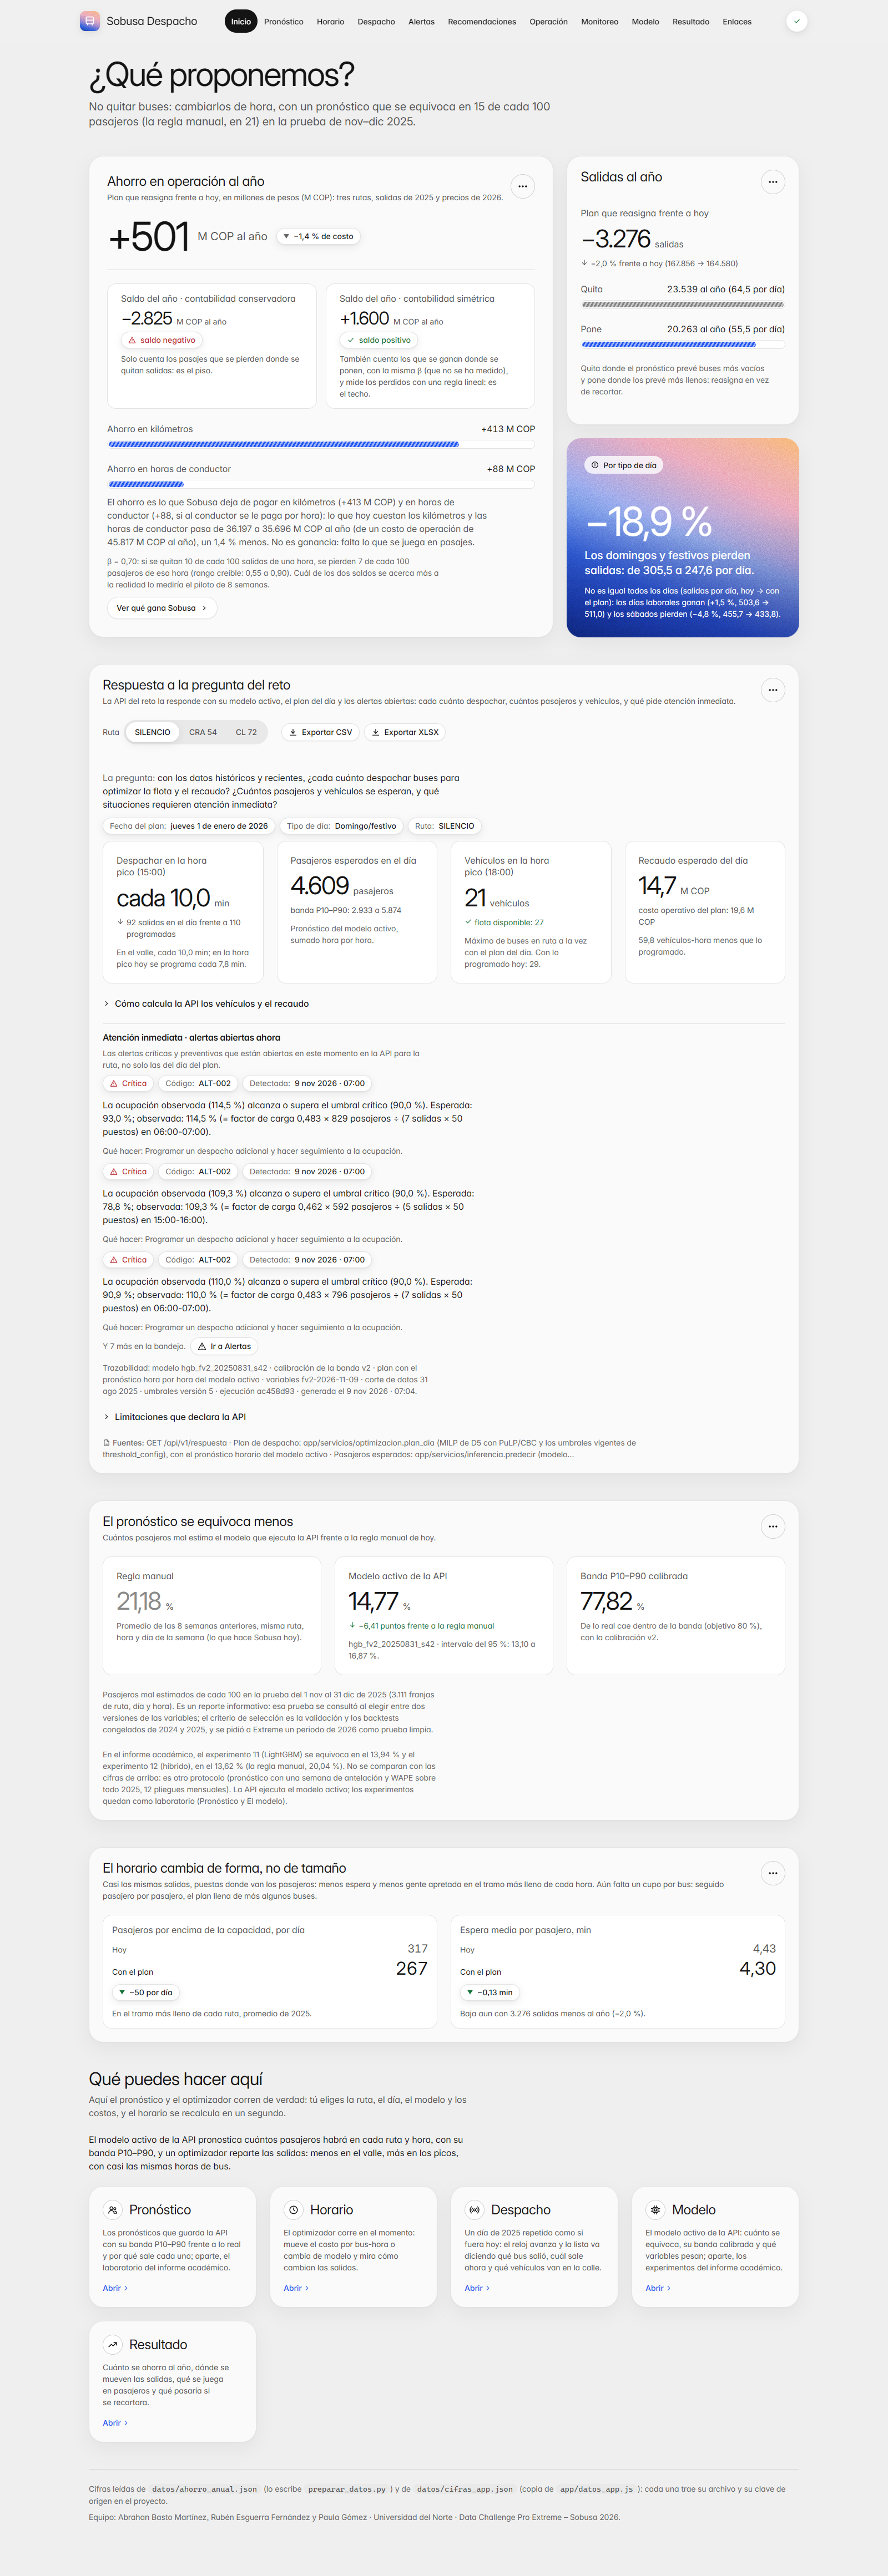 Sobusa Despacho
Inicio
Pronóstico
Horario
Despacho
Alertas
Recomendaciones
Operación
Monitoreo
Modelo
Resultado
Enlaces
¿Qué proponemos?
No quitar buses: cambiarlos de hora, con un pronóstico que se equivoca en 15 de cada 100
pasajeros (la regla manual, en 21) en la prueba de nov–dic 2025.
Ahorro en operación al año
Plan que reasigna frente a hoy, en millones de pesos (M COP): tres rutas, salidas de 2025 y precios de 2026.
+501 M COP al año
−1,4 % de costo
Saldo del año · contabilidad conservadora
−2.825 M COP al año
saldo negativo
Solo cuenta los pasajes que se pierden donde se
quitan salidas: es el piso.
Saldo del año · contabilidad simétrica
+1.600 M COP al año
saldo positivo
También cuenta los que se ganan donde se
ponen, con la misma β (que no se ha medido),
y mide los perdidos con una regla lineal: es
el techo.
Ahorro en kilómetros
+413 M COP
Ahorro en horas de conductor
+88 M COP
El ahorro es lo que Sobusa deja de pagar en kilómetros (+413 M COP) y en horas de
conductor (+88, si al conductor se le paga por hora): lo que hoy cuestan los kilómetros y las
horas de conductor pasa de 36.197 a 35.696 M COP al año (de un costo de operación de
45.817 M COP al año), un 1,4 % menos. No es ganancia: falta lo que se juega en pasajes.
β = 0,70: si se quitan 10 de cada 100 salidas de una hora, se pierden 7 de cada 100
pasajeros de esa hora (rango creíble: 0,55 a 0,90). Cuál de los dos saldos se acerca más a
la realidad lo mediría el piloto de 8 semanas.
Ver qué gana Sobusa
Salidas al año
Plan que reasigna frente a hoy
−3.276 salidas
−2,0 % frente a hoy (167.856 → 164.580)
Quita
23.539 al año (64,5 por día)
Pone
20.263 al año (55,5 por día)
Quita donde el pronóstico prevé buses más vacíos
y pone donde los prevé más llenos: reasigna en vez
de recortar.
Por tipo de día
−18,9 %
Los domingos y festivos pierden
salidas: de 305,5 a 247,6 por día.
No es igual todos los días (salidas por día, hoy → con
el plan): los días laborales ganan (+1,5 %, 503,6 →
511,0) y los sábados pierden (−4,8 %, 455,7 → 433,8).
Respuesta a la pregunta del reto
La API del reto la responde con su modelo activo, el plan del día y las alertas abiertas: cada cuánto despachar, cuántos pasajeros y vehículos, y qué pide atención inmediata.
Ruta
SILENCIO
CRA 54
CL 72
Exportar CSV
Exportar XLSX
La pregunta: con los datos históricos y recientes, ¿cada cuánto despachar buses para
optimizar la flota y el recaudo? ¿Cuántos pasajeros y vehículos se esperan, y qué
situaciones requieren atención inmediata?
Fecha del plan: jueves 1 de enero de 2026
Tipo de día: Domingo/festivo
Ruta: SILENCIO
Despachar en la hora
pico (15:00)
cada 10,0 min
92 salidas en el día frente a 110
programadas
En el valle, cada 10,0 min; en la hora
pico hoy se programa cada 7,8 min.
Pasajeros esperados en el día
4.609 pasajeros
banda P10–P90: 2.933 a 5.874
Pronóstico del modelo activo,
sumado hora por hora.
Vehículos en la hora
pico (18:00)
21 vehículos
flota disponible: 27
Máximo de buses en ruta a la vez
con el plan del día. Con lo
programado hoy: 29.
Recaudo esperado del día
14,7 M COP
costo operativo del plan: 19,6 M
COP
59,8 vehículos-hora menos que lo
programado.
Cómo calcula la API los vehículos y el recaudo
Atención inmediata · alertas abiertas ahora
Las alertas críticas y preventivas que están abiertas en este momento en la API para la
ruta, no solo las del día del plan.
Crítica
Código: ALT-002
Detectada: 9 nov 2026 · 07:00
La ocupación observada (114,5 %) alcanza o supera el umbral crítico (90,0 %). Esperada:
93,0 %; observada: 114,5 % (= factor de carga 0,483 × 829 pasajeros ÷ (7 salidas × 50
puestos) en 06:00-07:00).
Qué hacer: Programar un despacho adicional y hacer seguimiento a la ocupación.
Crítica
Código: ALT-002
Detectada: 9 nov 2026 · 07:00
La ocupación observada (109,3 %) alcanza o supera el umbral crítico (90,0 %). Esperada:
78,8 %; observada: 109,3 % (= factor de carga 0,462 × 592 pasajeros ÷ (5 salidas × 50
puestos) en 15:00-16:00).
Qué hacer: Programar un despacho adicional y hacer seguimiento a la ocupación.
Crítica
Código: ALT-002
Detectada: 9 nov 2026 · 07:00
La ocupación observada (110,0 %) alcanza o supera el umbral crítico (90,0 %). Esperada:
90,9 %; observada: 110,0 % (= factor de carga 0,483 × 796 pasajeros ÷ (7 salidas × 50
puestos) en 06:00-07:00).
Qué hacer: Programar un despacho adicional y hacer seguimiento a la ocupación.
Y 7 más en la bandeja.
Ir a Alertas
Trazabilidad: modelo hgb_fv2_20250831_s42 · calibración de la banda v2 · plan con el
pronóstico hora por hora del modelo activo · variables fv2-2026-11-09 · corte de datos 31
ago 2025 · umbrales versión 5 · ejecución ac458d93 · generada el 9 nov 2026 · 07:04.
Limitaciones que declara la API
Fuentes: GET /api/v1/respuesta · Plan de despacho: app/servicios/optimizacion.plan_dia (MILP de D5 con PuLP/CBC y los umbrales vigentes de
threshold_config), con el pronóstico horario del modelo activo · Pasajeros esperados: app/servicios/inferencia.predecir (modelo...
El pronóstico se equivoca menos
Cuántos pasajeros mal estima el modelo que ejecuta la API frente a la regla manual de hoy.
Regla manual
21,18 %
Promedio de las 8 semanas anteriores, misma ruta,
hora y día de la semana (lo que hace Sobusa hoy).
Modelo activo de la API
14,77 %
−6,41 puntos frente a la regla manual
hgb_fv2_20250831_s42 · intervalo del 95 %: 13,10 a
16,87 %.
Banda P10–P90 calibrada
77,82 %
De lo real cae dentro de la banda (objetivo 80 %),
con la calibración v2.
Pasajeros mal estimados de cada 100 en la prueba del 1 nov al 31 dic de 2025 (3.111 franjas
de ruta, día y hora). Es un reporte informativo: esa prueba se consultó al elegir entre dos
versiones de las variables; el criterio de selección es la validación y los backtests
congelados de 2024 y 2025, y se pidió a Extreme un periodo de 2026 como prueba limpia.
En el informe académico, el experimento 11 (LightGBM) se equivoca en el 13,94 % y el
experimento 12 (híbrido), en el 13,62 % (la regla manual, 20,04 %). No se comparan con las
cifras de arriba: es otro protocolo (pronóstico con una semana de antelación y WAPE sobre
todo 2025, 12 pliegues mensuales). La API ejecuta el modelo activo; los experimentos
quedan como laboratorio (Pronóstico y El modelo).
El horario cambia de forma, no de tamaño
Casi las mismas salidas, puestas donde van los pasajeros: menos espera y menos gente apretada en el tramo más lleno de cada hora. Aún falta un cupo por bus: seguido
pasajero por pasajero, el plan llena de más algunos buses.
Pasajeros por encima de la capacidad, por día
Hoy
317
Con el plan
267
−50 por día
En el tramo más lleno de cada ruta, promedio de 2025.
Espera media por pasajero, min
Hoy
4,43
Con el plan
4,30
−0,13 min
Baja aun con 3.276 salidas menos al año (−2,0 %).
Qué puedes hacer aquí
Aquí el pronóstico y el optimizador corren de verdad: tú eliges la ruta, el día, el modelo y los
costos, y el horario se recalcula en un segundo.
El modelo activo de la API pronostica cuántos pasajeros habrá en cada ruta y hora, con su
banda P10–P90, y un optimizador reparte las salidas: menos en el valle, más en los picos,
con casi las mismas horas de bus.
Pronóstico
Los pronósticos que guarda la API
con su banda P10–P90 frente a lo real
y por qué sale cada uno; aparte, el
laboratorio del informe académico.
Abrir
Horario
El optimizador corre en el momento:
mueve el costo por bus-hora o
cambia de modelo y mira cómo
cambian las salidas.
Abrir
Despacho
Un día de 2025 repetido como si
fuera hoy: el reloj avanza y la lista va
diciendo qué bus salió, cuál sale
ahora y qué vehículos van en la calle.
Abrir
Modelo
El modelo activo de la API: cuánto se
equivoca, su banda calibrada y qué
variables pesan; aparte, los
experimentos del informe académico.
Abrir
Resultado
Cuánto se ahorra al año, dónde se
mueven las salidas, qué se juega
en pasajeros y qué pasaría si
se recortara.
Abrir
Cifras leídas de datos/ahorro_anual.json (lo escribe preparar_datos.py) y de datos/cifras_app.json (copia de app/datos_app.js): cada una trae su archivo y su clave de
origen en el proyecto.
Equipo: Abrahan Basto Martínez, Rubén Esguerra Fernández y Paula Gómez · Universidad del Norte · Data Challenge Pro Extreme – Sobusa 2026.